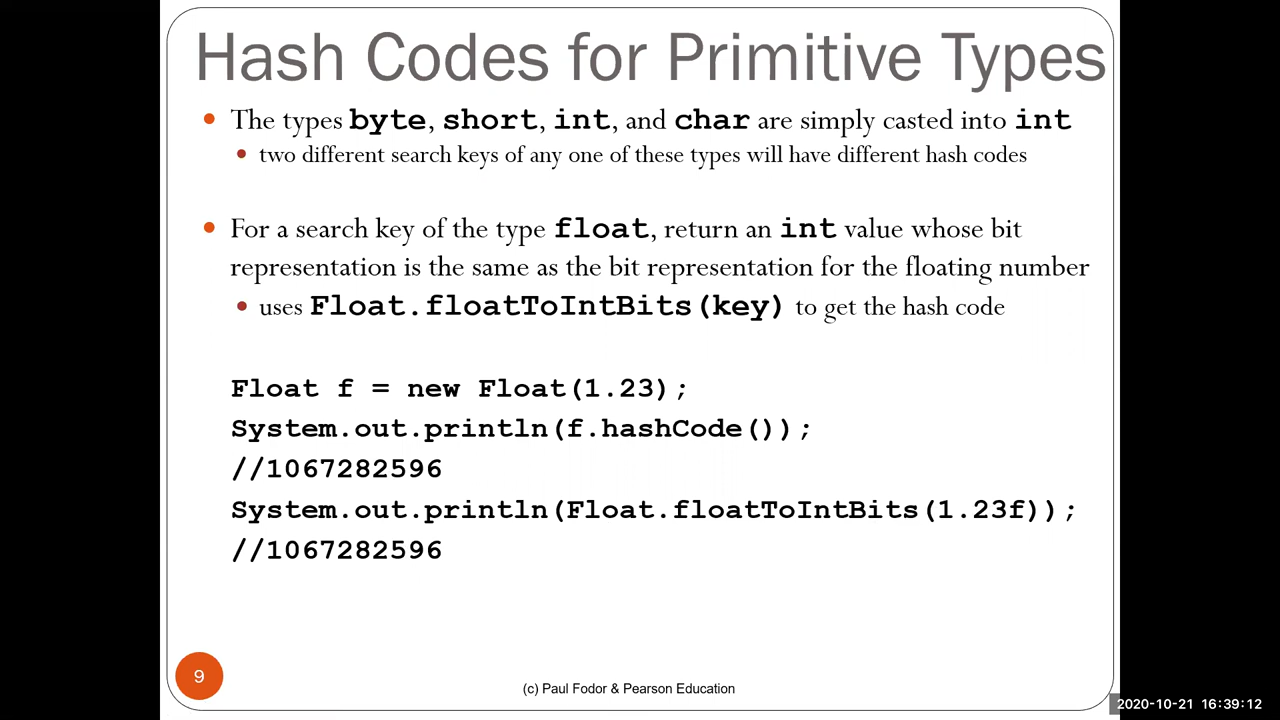 Hash Codes for Primitive Types
The types byte, short, int, and char are simply casted into int
two different search keys of any one of these types will have different hash codes
For a search key of the type float, return an int value whose bit
representation is the same as the bit representation for the floating number
uses Float.floatToIntBits(key) to get the hash code
Float f = new Float(1.23);
System.out.println(f.hashCode());
//1067282596
System.out.println(Float.floatToIntBits(1.23f));
//1067282596
9
(c) Paul Fodor & Pearson Education
2020-10-21 16:39:12